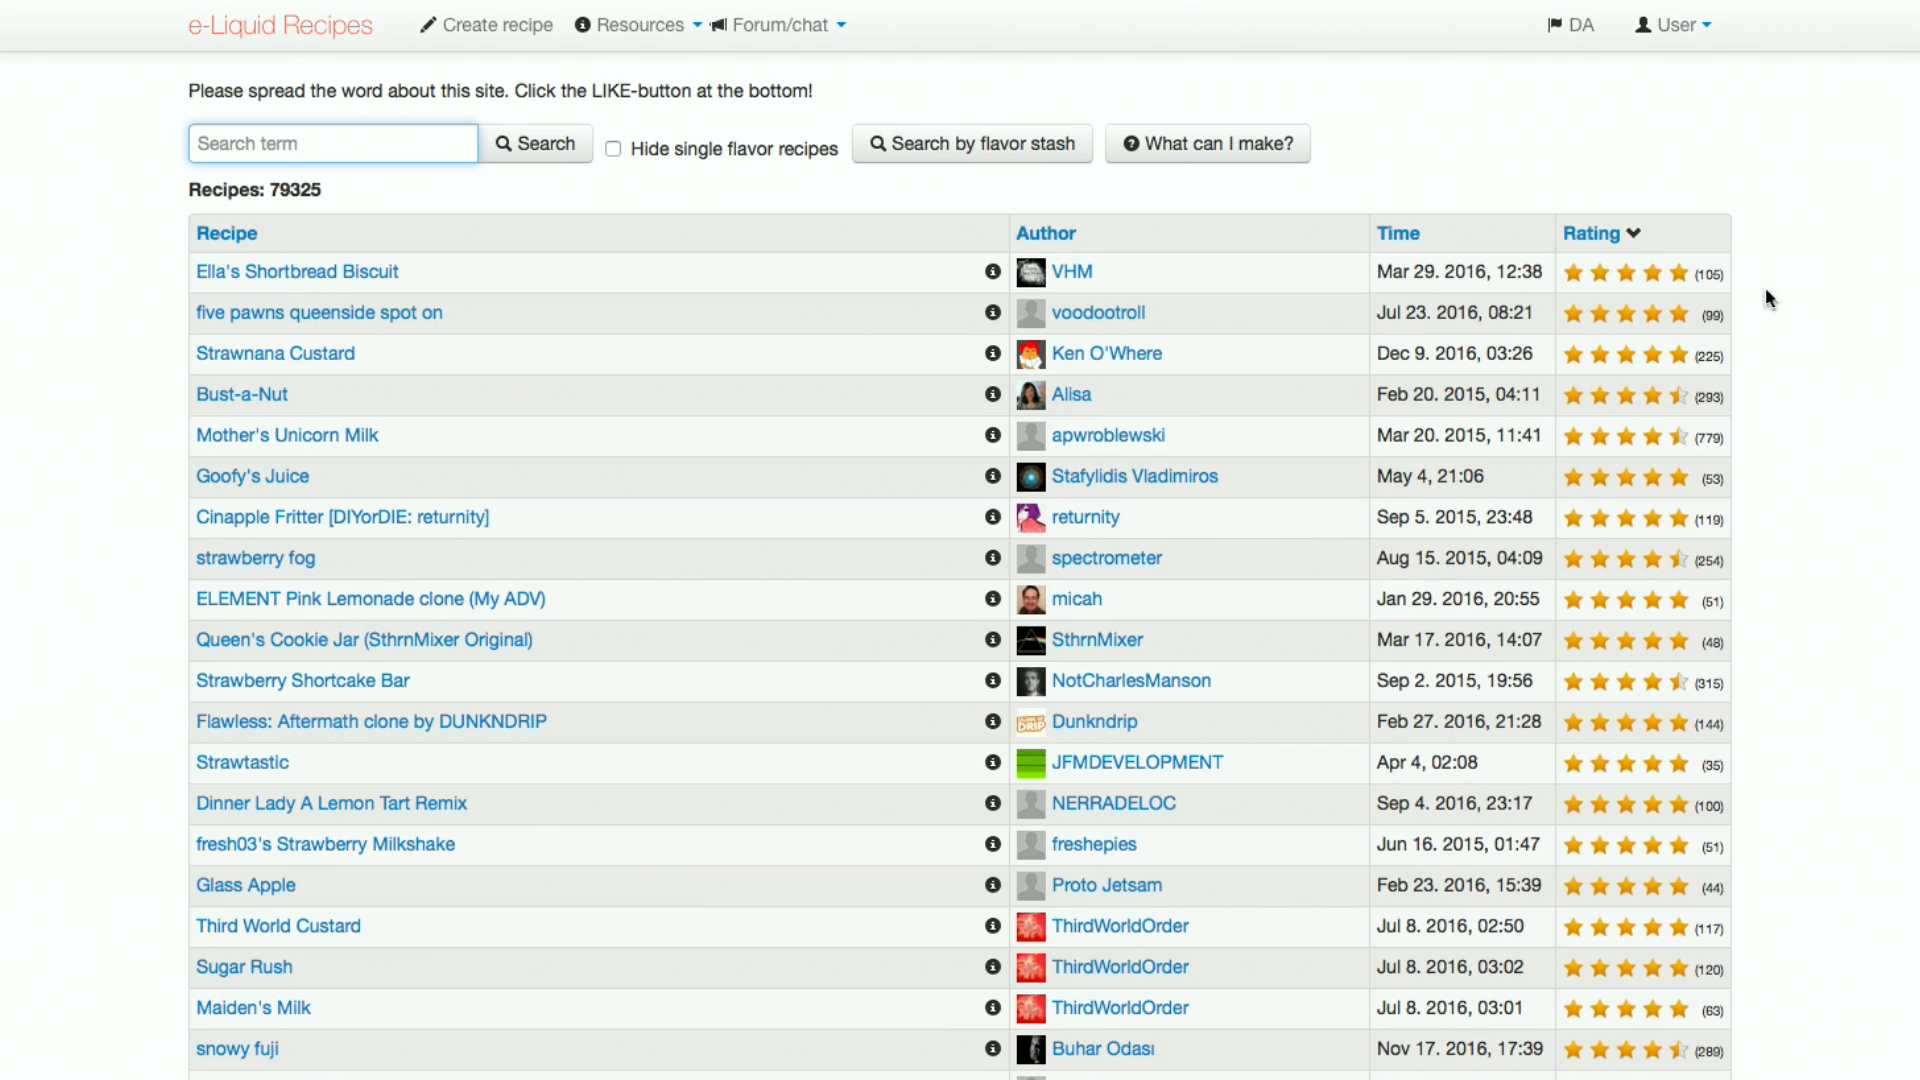 e-Liquid Recipes Create recipe Resources Forum/chat DA User
Please spread the word about this site. Click the LIKE-button at the bottom!
Search term Search Hide single flavor recipes Search by flavor stash What can I make?
Recipes: 79325
Recipe Author Time Rating
Ella's Shortbread Biscuit VHM Mar 29. 2016, 12:38 (105)
five pawns queenside spot on voodootroll Jul 23. 2016, 08:21 (99)
Strawnana Custard Ken O'Where Dec 9. 2016, 03:26 (225)
Bust-a-Nut Alisa Feb 20. 2015, 04:11 (293)
Mother's Unicorn Milk apwroblewski Mar 20. 2015, 11:41 (779)
Goofy's Juice Stafylidis Vladimiros May 4, 21:06 (53)
Cinapple Fritter [DIYorDIE: returnity] returnity Sep 5. 2015, 23:48 (119)
strawberry fog spectrometer Aug 15. 2015, 04:09 (254)
ELEMENT Pink Lemonade clone (My ADV) micah Jan 29. 2016, 20:55 (51)
Queen's Cookie Jar (SthrnMixer Original) SthrnMixer Mar 17. 2016, 14:07 (48)
Strawberry Shortcake Bar NotCharlesManson Sep 2. 2015, 19:56 (315)
Flawless: Aftermath clone by DUNKNDRIP Dunkndrip Feb 27. 2016, 21:28 (144)
Strawtastic JFMDEVELOPMENT Apr 4, 02:08 (35)
Dinner Lady A Lemon Tart Remix NERRADELOC Sep 4. 2016, 23:17 (100)
fresh03's Strawberry Milkshake freshepies Jun 16. 2015, 01:47 (51)
Glass Apple Proto Jetsam Feb 23. 2016, 15:39 (44)
Third World Custard ThirdWorldOrder Jul 8. 2016, 02:50 (117)
Sugar Rush ThirdWorldOrder Jul 8. 2016, 03:02 (120)
Maiden's Milk ThirdWorldOrder Jul 8. 2016, 03:01 (63)
snowy fuji Buhar Odası Nov 17. 2016, 17:39 (289)